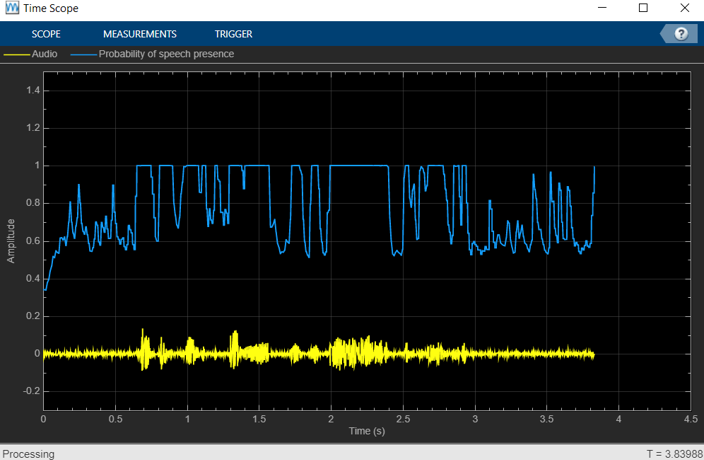 Time Scope
SCOPE MEASUREMENTS TRIGGER ?
Audio Probability of speech presence
1.4
1.2
1
0.8
0.6
0.4
0.2
0
-0.2
Amplitude
0 0.5 1 1.5 2 2.5 3 3.5 4 4.5
Time (s)
Processing T = 3.83988